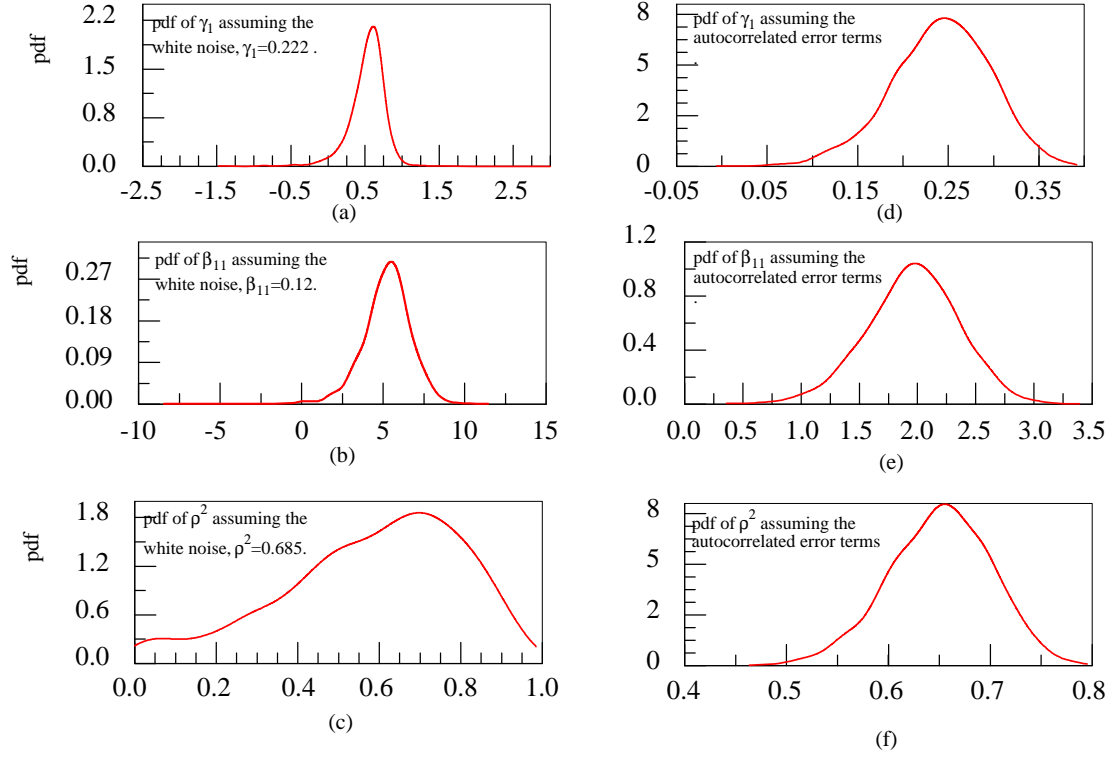 pdf of γ1 assuming the
white noise, γ1=0.222 .
pdf
2.2
1.5
0.8
0.0
-2.5 -1.5 -0.5 0.5 1.5 2.5
(a)
pdf of γ1 assuming the
autocorrelated error terms
8
5
2
0
-0.05 0.05 0.15 0.25 0.35
(d)
pdf of β11 assuming the
white noise, β11=0.12.
pdf
0.27
0.18
0.09
0.00
-10 -5 0 5 10 15
(b)
pdf of β11 assuming the
autocorrelated error terms
1.2
0.8
0.4
0.0
0.0 0.5 1.0 1.5 2.0 2.5 3.0 3.5
(e)
pdf of ρ² assuming the
white noise, ρ²=0.685.
pdf
1.8
1.2
0.6
0.0
0.0 0.2 0.4 0.6 0.8 1.0
(c)
pdf of ρ² assuming the
autocorrelated error terms
8
5
2
0
0.4 0.5 0.6 0.7 0.8
(f)